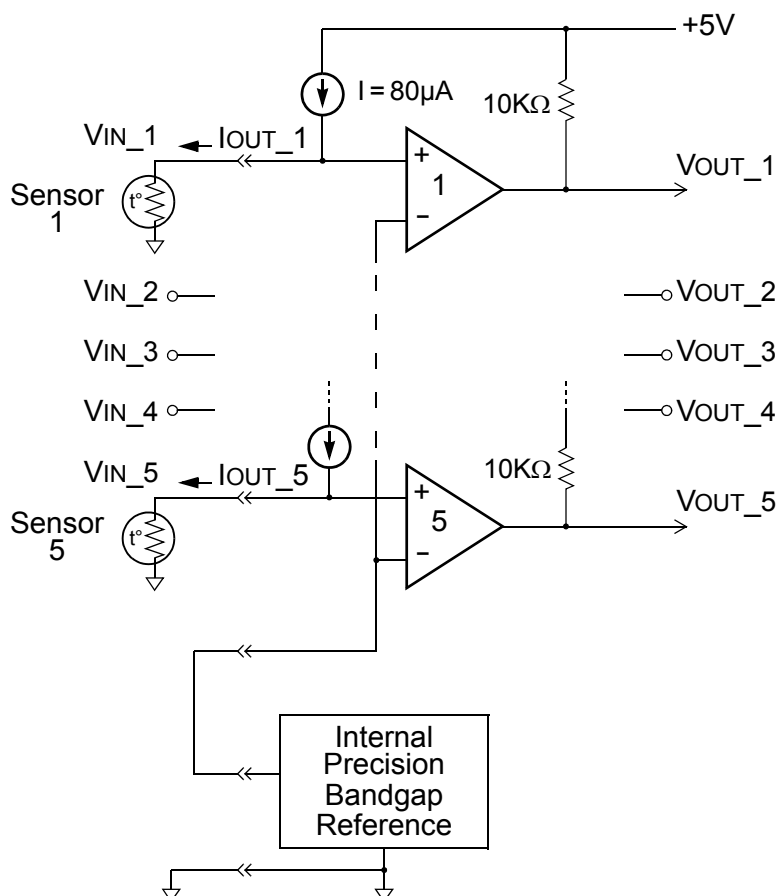 +5V
I = 80µA
10KΩ
VIN_1
IOUT_1
+
1
−
VOUT_1
Sensor
1
t°
VIN_2
VOUT_2
VIN_3
VOUT_3
VIN_4
VOUT_4
VIN_5
IOUT_5
10KΩ
+
5
−
VOUT_5
Sensor
5
t°
Internal
Precision
Bandgap
Reference